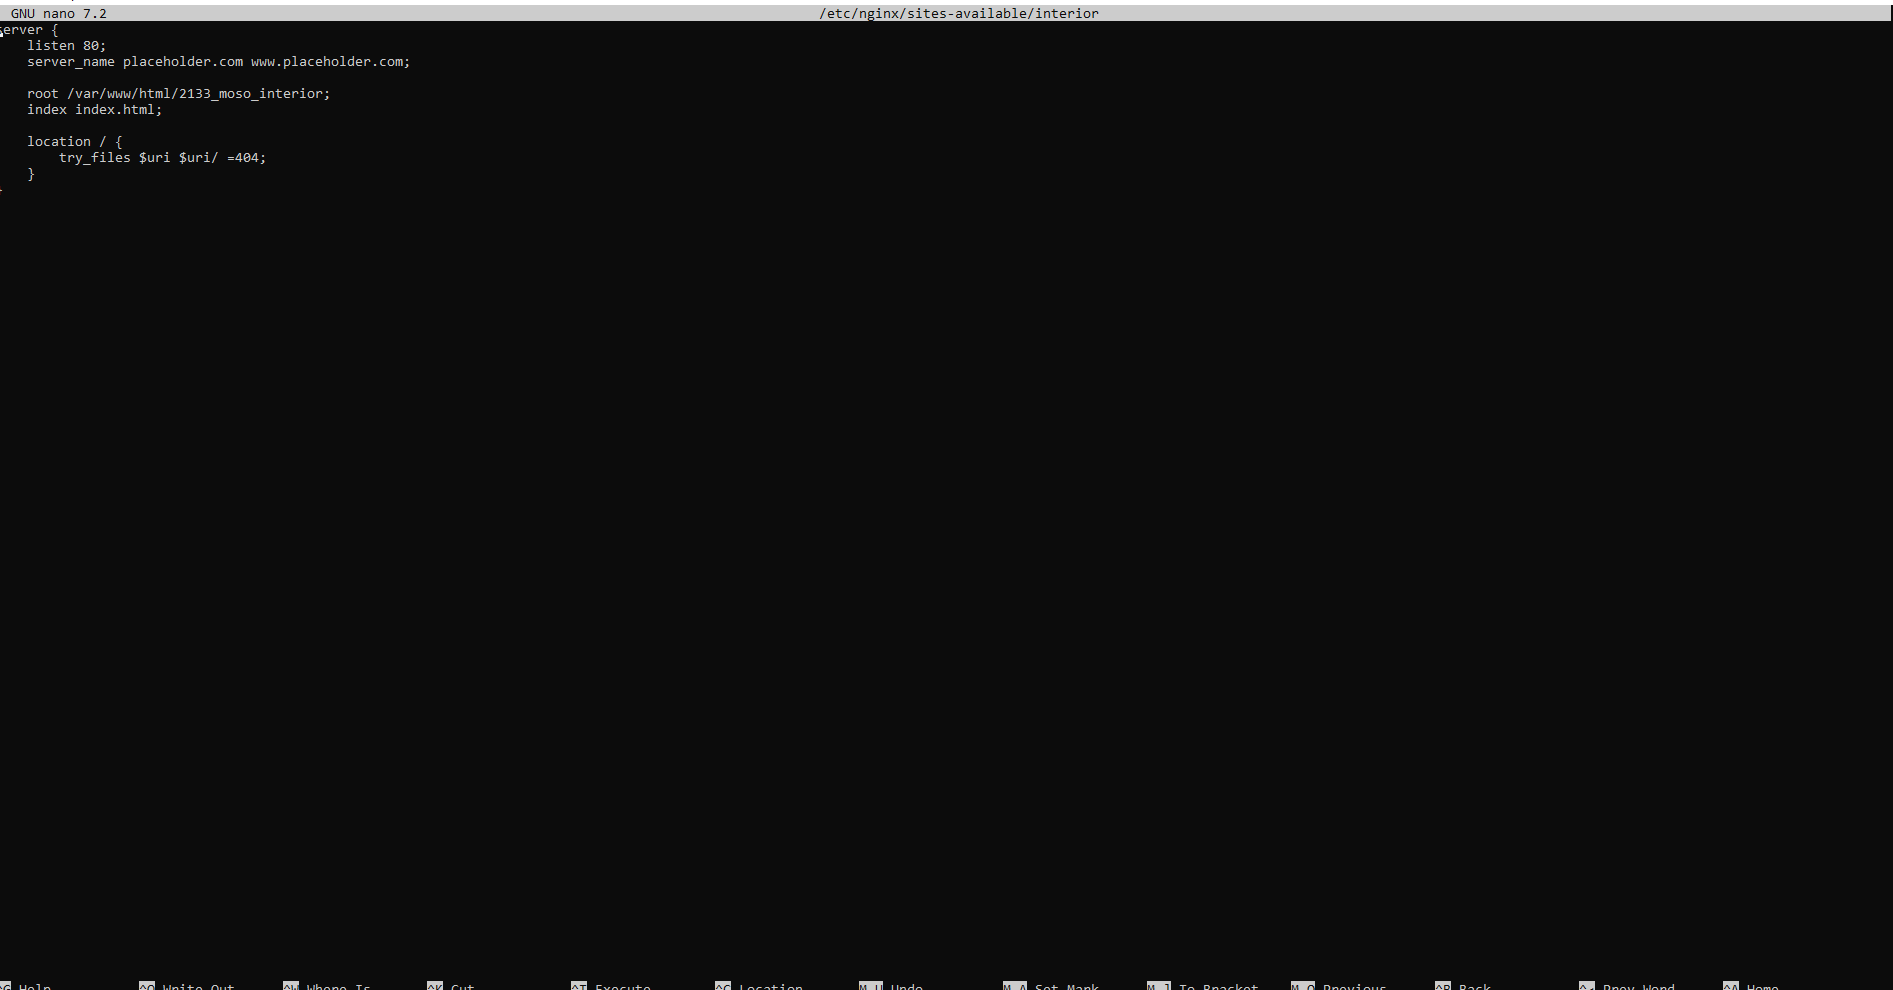 GNU nano 7.2 /etc/nginx/sites-available/interior
server {
    listen 80;
    server_name placeholder.com www.placeholder.com;

    root /var/www/html/2133_moso_interior;
    index index.html;

    location / {
        try_files $uri $uri/ =404;
    }
}
^G Help ^O Write Out ^W Where Is ^K Cut ^T Execute ^C Location M-U Undo M-A Set Mark M-] To Bracket M-Q Previous ^B Back ^◂ Prev Word ^A Home